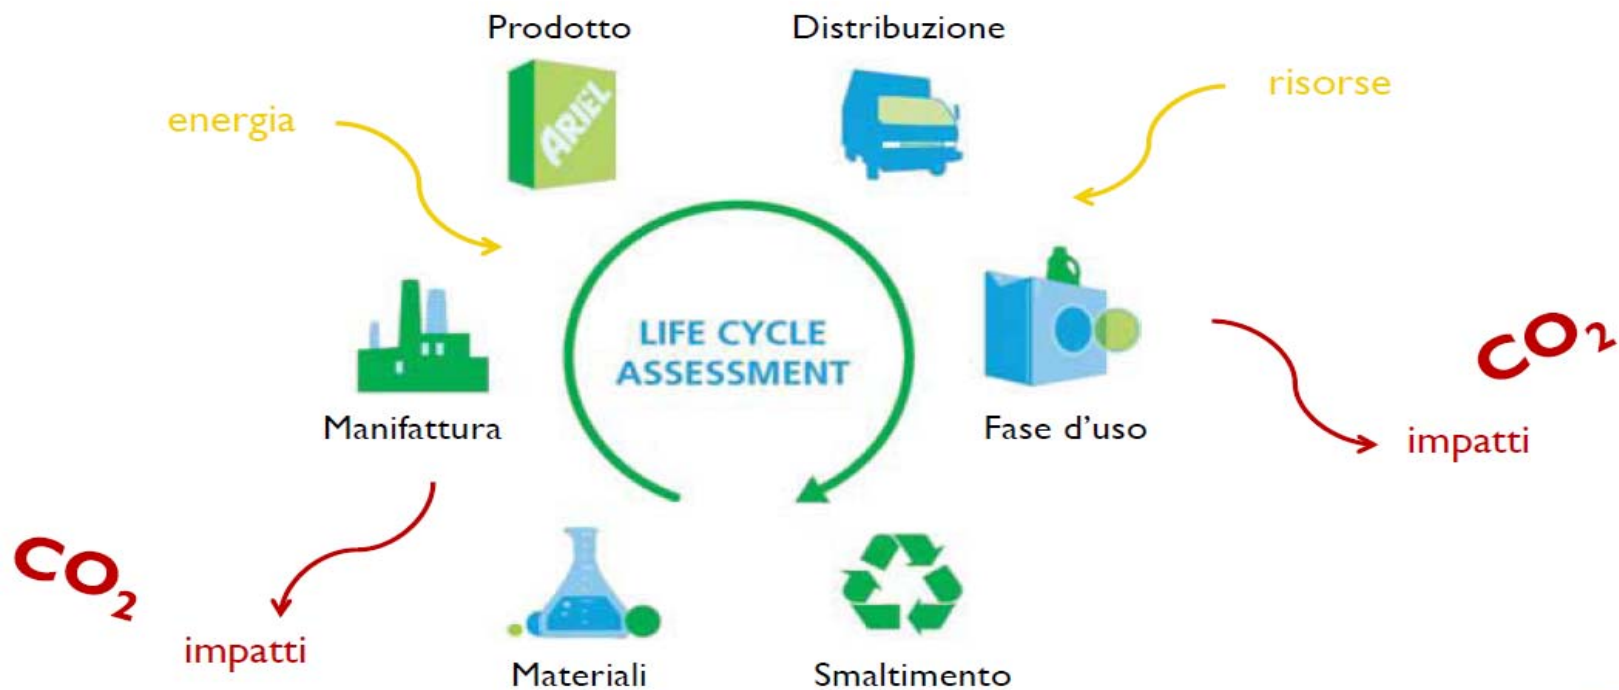 Prodotto
Distribuzione
energia
risorse
ARIEL
LIFE CYCLE
ASSESSMENT
Manifattura
Fase d'uso
CO2
impatti
CO2
impatti
Materiali
Smaltimento